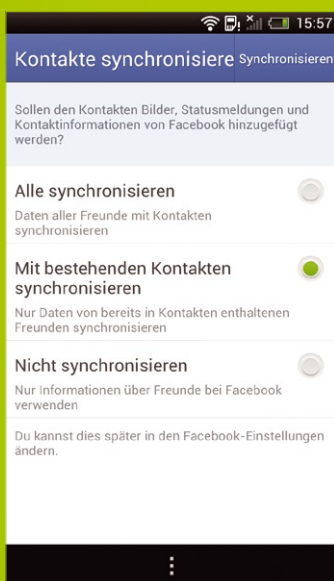 15:57
Kontakte synchronisiere Synchronisieren
Sollen den Kontakten Bilder, Statusmeldungen und
Kontaktinformationen von Facebook hinzugefügt
werden?
Alle synchronisieren
Daten aller Freunde mit Kontakten
synchronisieren
Mit bestehenden Kontakten
synchronisieren
Nur Daten von bereits in Kontakten enthaltenen
Freunden synchronisieren
Nicht synchronisieren
Nur Informationen über Freunde bei Facebook
verwenden
Du kannst dies später in den Facebook-Einstellungen
ändern.